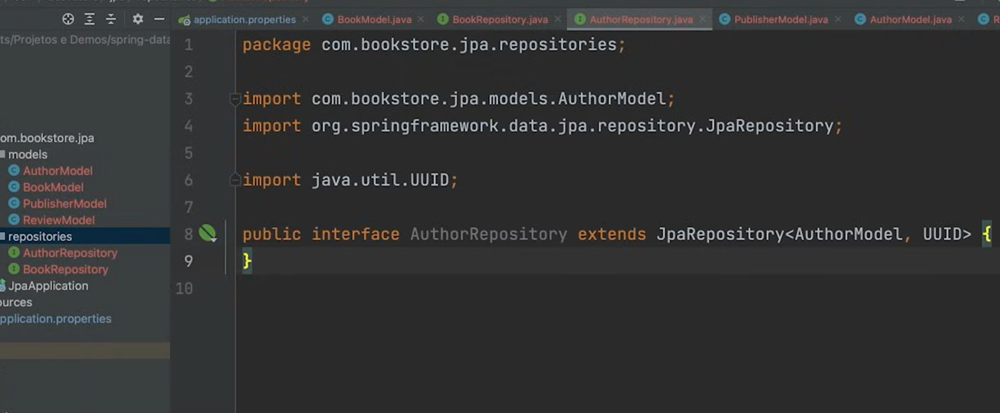 application.properties BookModel.java BookRepository.java AuthorRepository.java PublisherModel.java AuthorModel.java R
ts/Projetos e Demos/spring-data
om.bookstore.jpa
models
AuthorModel
BookModel
PublisherModel
ReviewModel
repositories
AuthorRepository
BookRepository
JpaApplication
ources
pplication.properties
1 package com.bookstore.jpa.repositories;
2
3 import com.bookstore.jpa.models.AuthorModel;
4 import org.springframework.data.jpa.repository.JpaRepository;
5
6 import java.util.UUID;
7
8 public interface AuthorRepository extends JpaRepository<AuthorModel, UUID> {
9 }
10